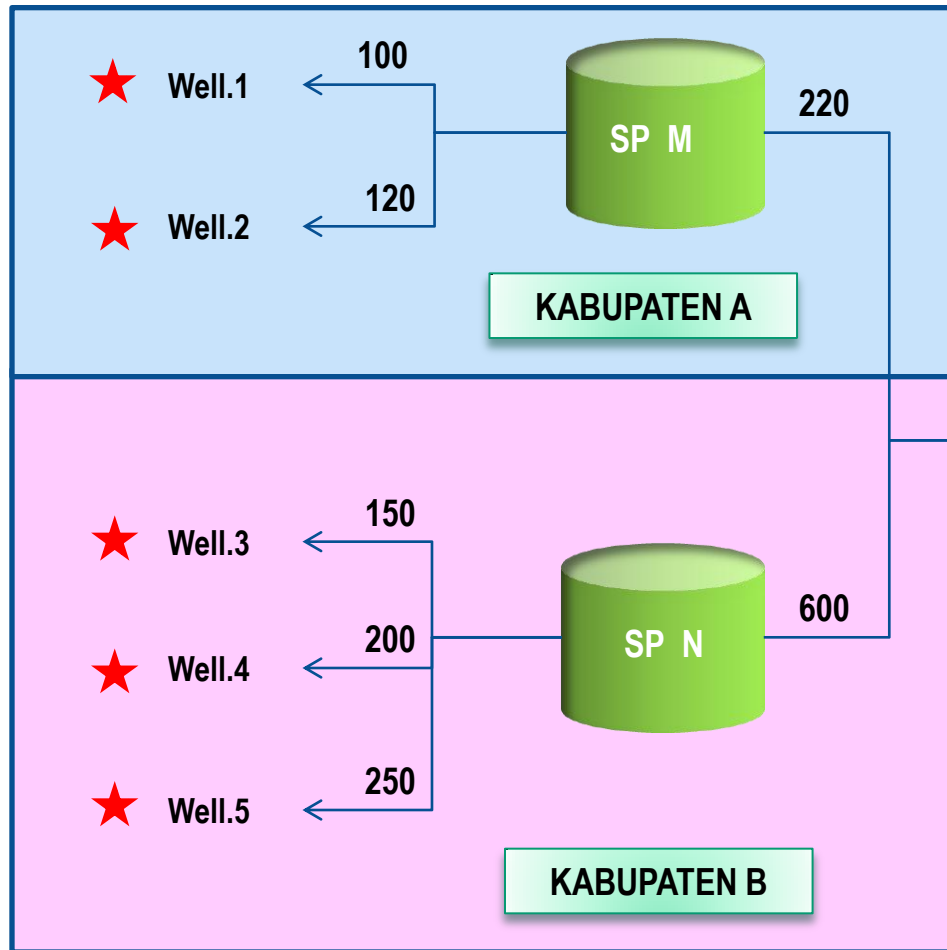 100
Well.1
SP M
220
120
Well.2
KABUPATEN A
150
Well.3
200
Well.4
SP N
600
250
Well.5
KABUPATEN B